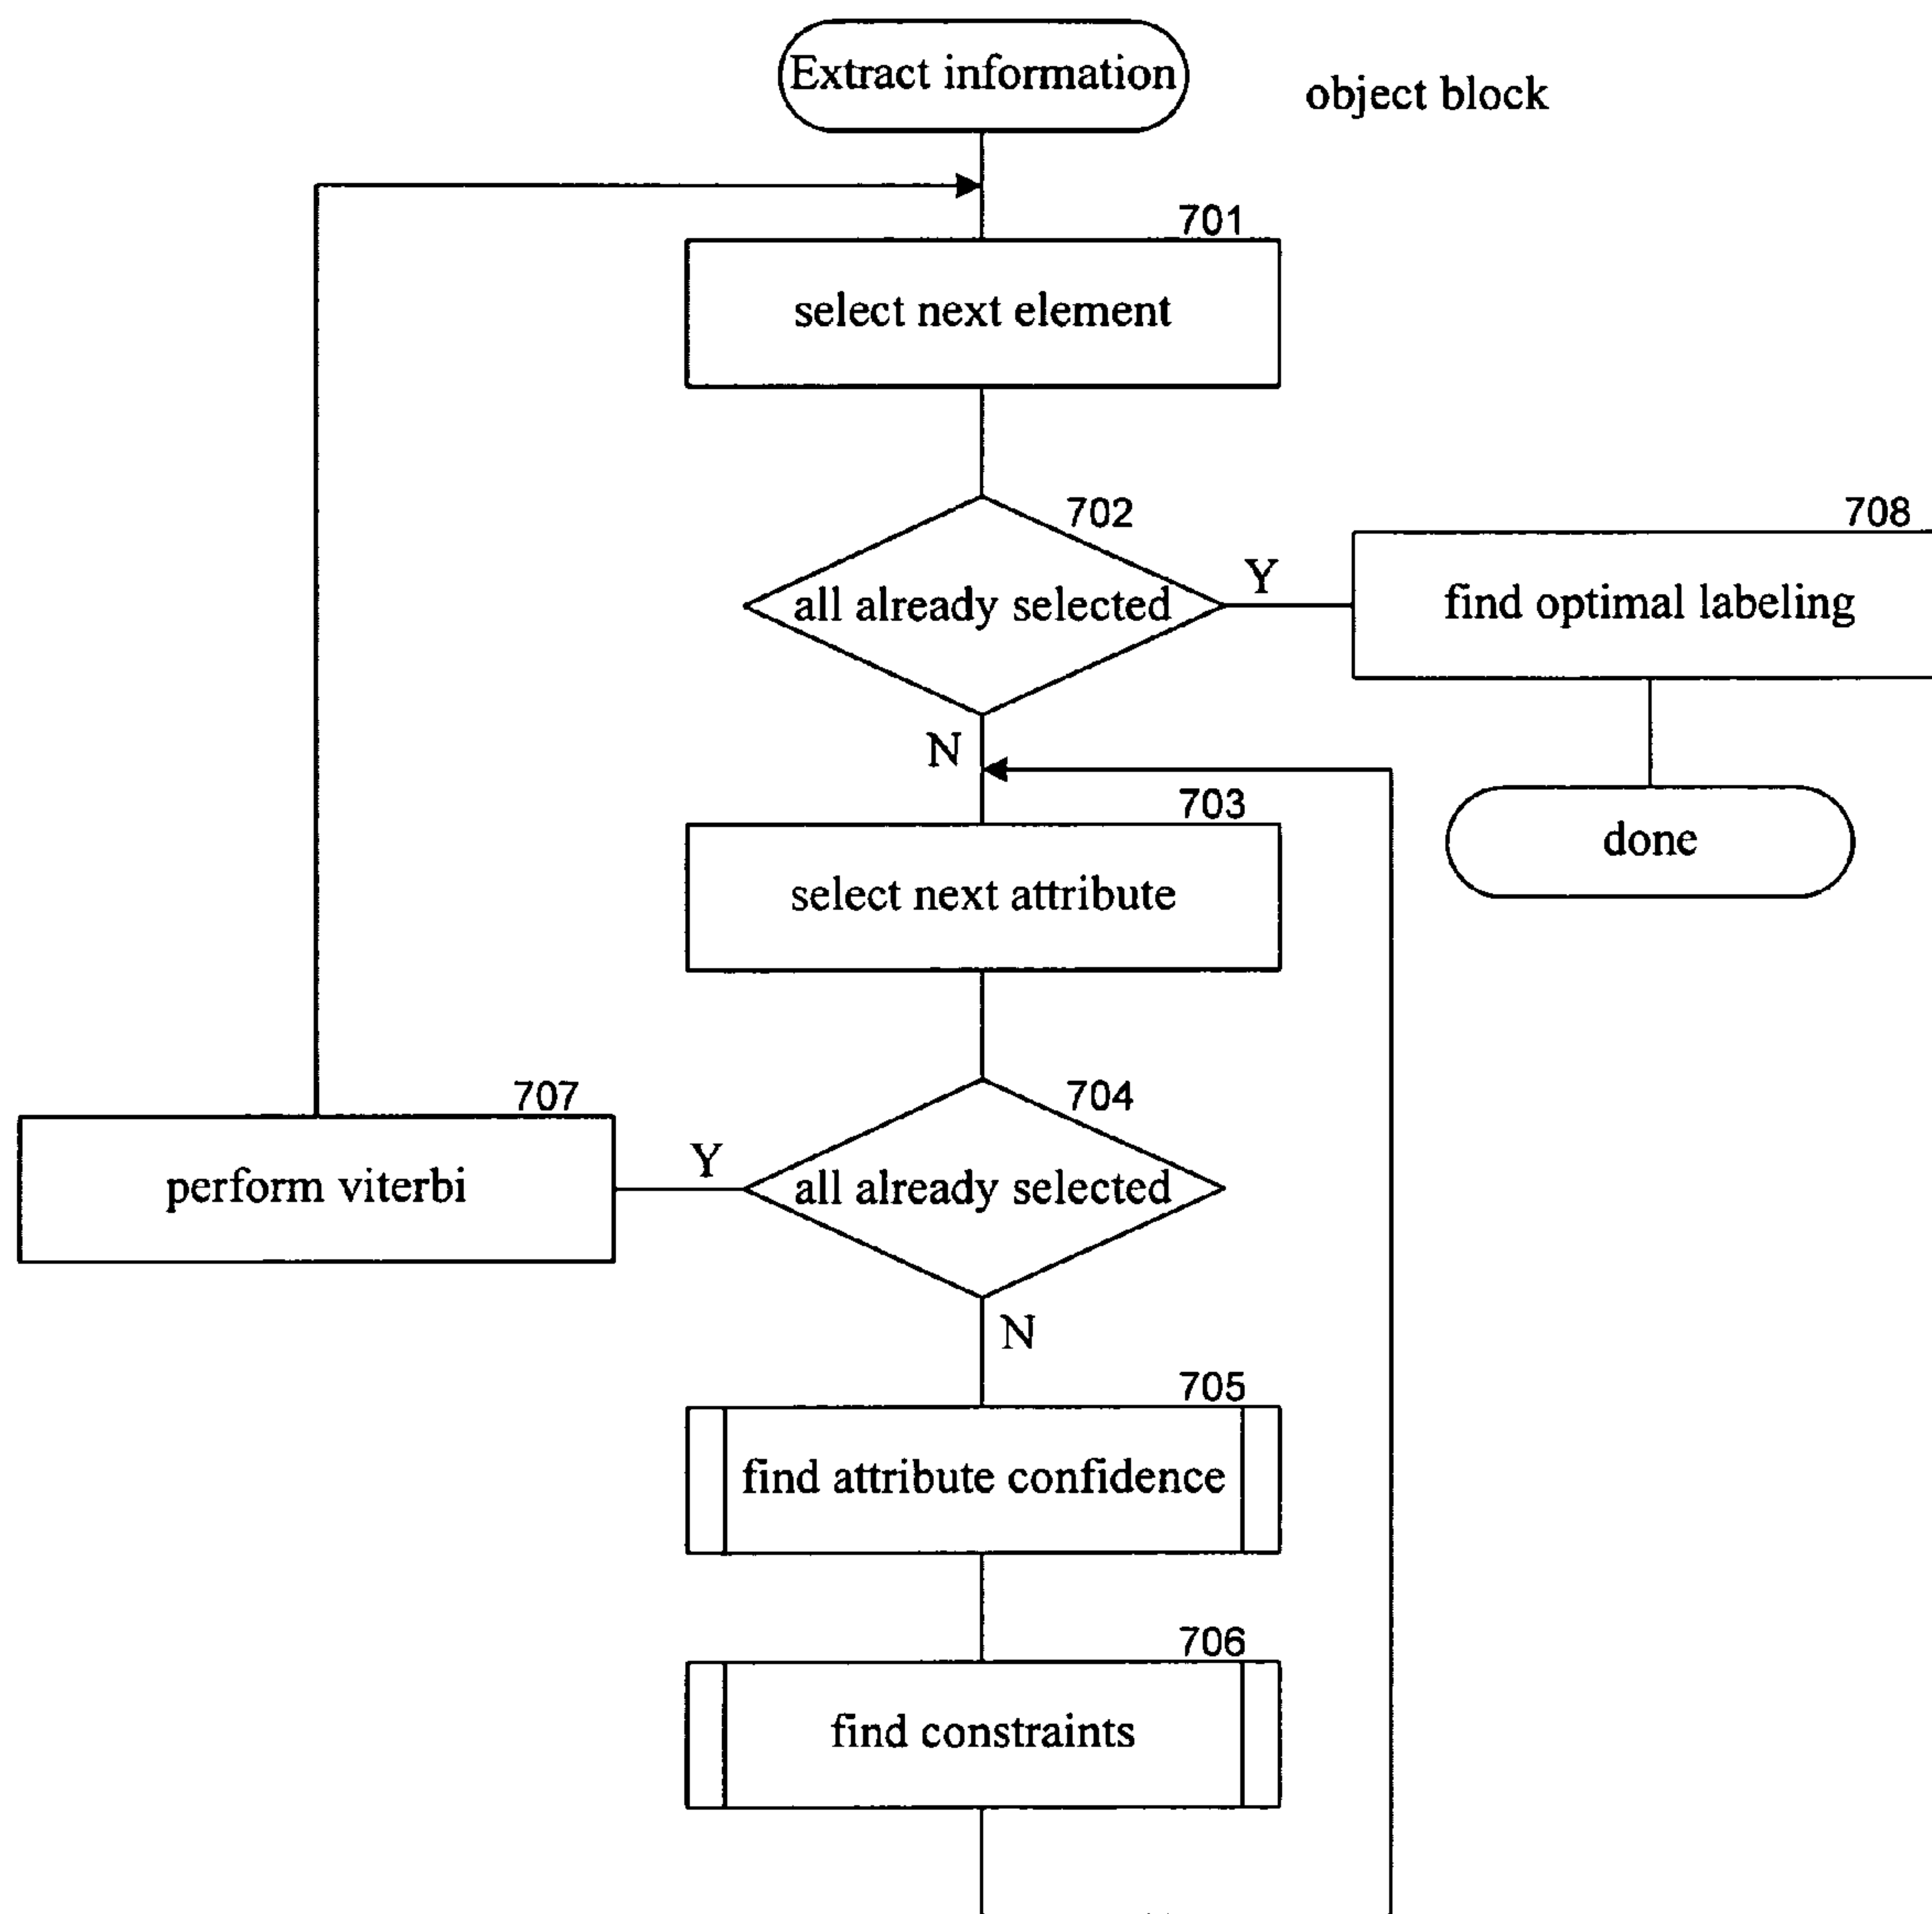 Extract information
object block
701
select next element
702
708
Y
all already selected
find optimal labeling
N
703
done
select next attribute
707
704
Y
perform viterbi
all already selected
N
705
find attribute confidence
706
find constraints